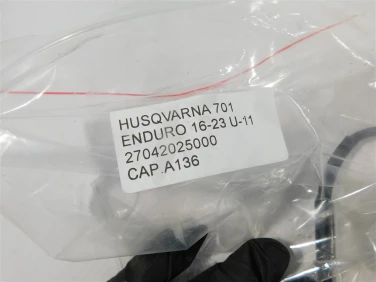 HUSQVARNA 701
ENDURO 16-23 U-11
27042025000
CAP.A136